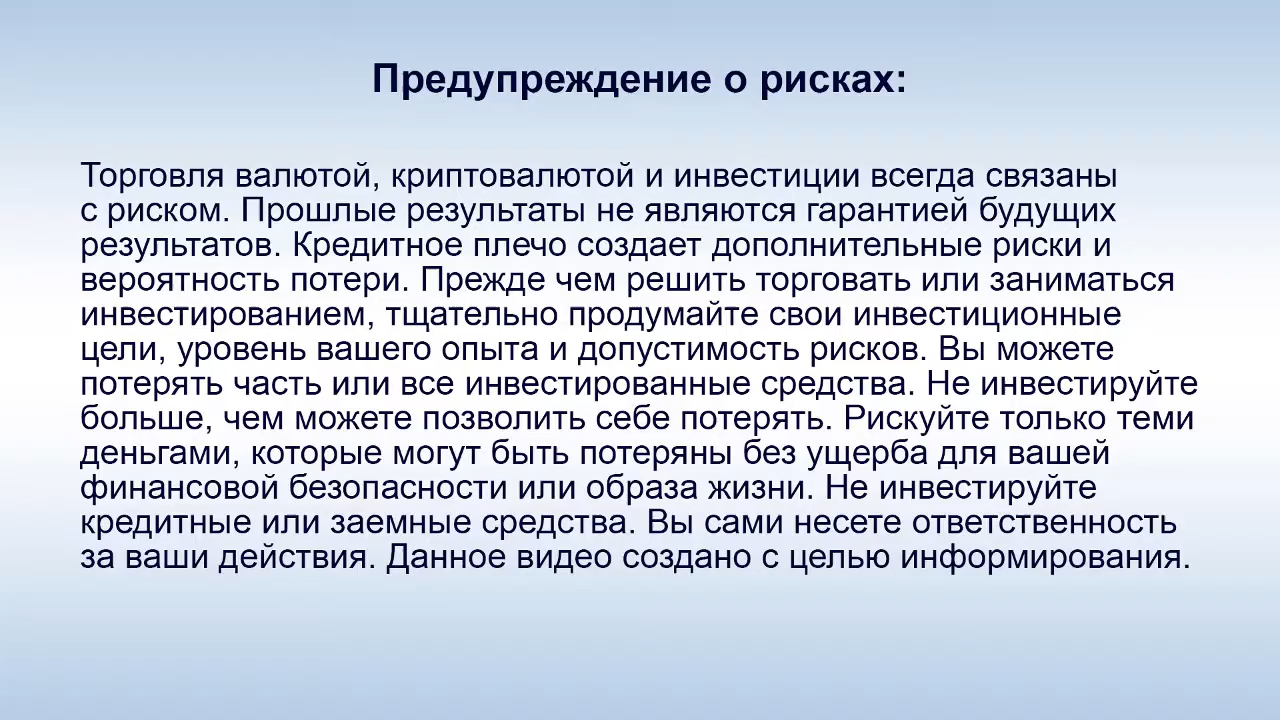 Предупреждение о рисках:
Торговля валютой, криптовалютой и инвестиции всегда связаны
с риском. Прошлые результаты не являются гарантией будущих
результатов. Кредитное плечо создает дополнительные риски и
вероятность потери. Прежде чем решить торговать или заниматься
инвестированием, тщательно продумайте свои инвестиционные
цели, уровень вашего опыта и допустимость рисков. Вы можете
потерять часть или все инвестированные средства. Не инвестируйте
больше, чем можете позволить себе потерять. Рискуйте только теми
деньгами, которые могут быть потеряны без ущерба для вашей
финансовой безопасности или образа жизни. Не инвестируйте
кредитные или заемные средства. Вы сами несете ответственность
за ваши действия. Данное видео создано с целью информирования.